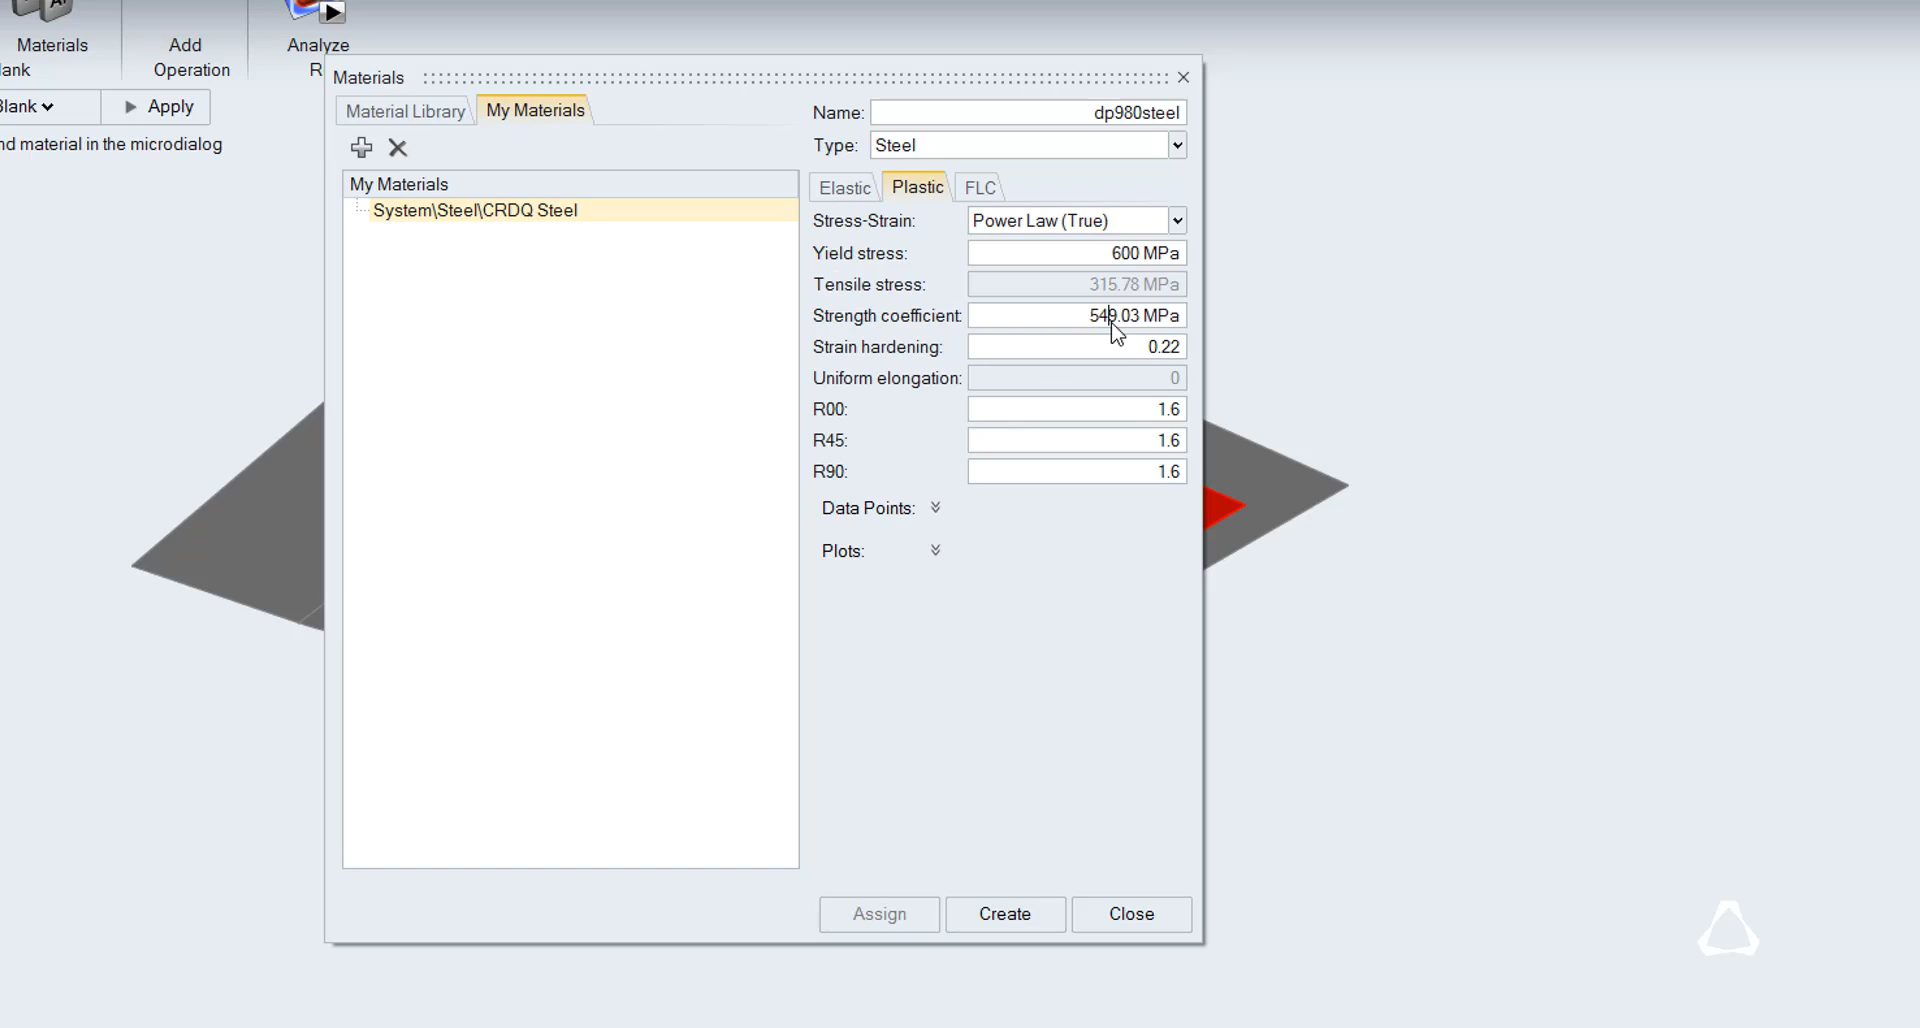 Materials
Add
Analyze
lank
Operation
R
Blank
Apply
nd material in the microdialog
Materials
Material Library
My Materials
My Materials
System\Steel\CRDQ Steel
Name:
dp980steel
Type:
Steel
Elastic
Plastic
FLC
Stress-Strain:
Power Law (True)
Yield stress:
600 MPa
Tensile stress:
315.78 MPa
Strength coefficient:
549.03 MPa
Strain hardening:
0.22
Uniform elongation:
0
R00:
1.6
R45:
1.6
R90:
1.6
Data Points:
Plots:
Assign
Create
Close